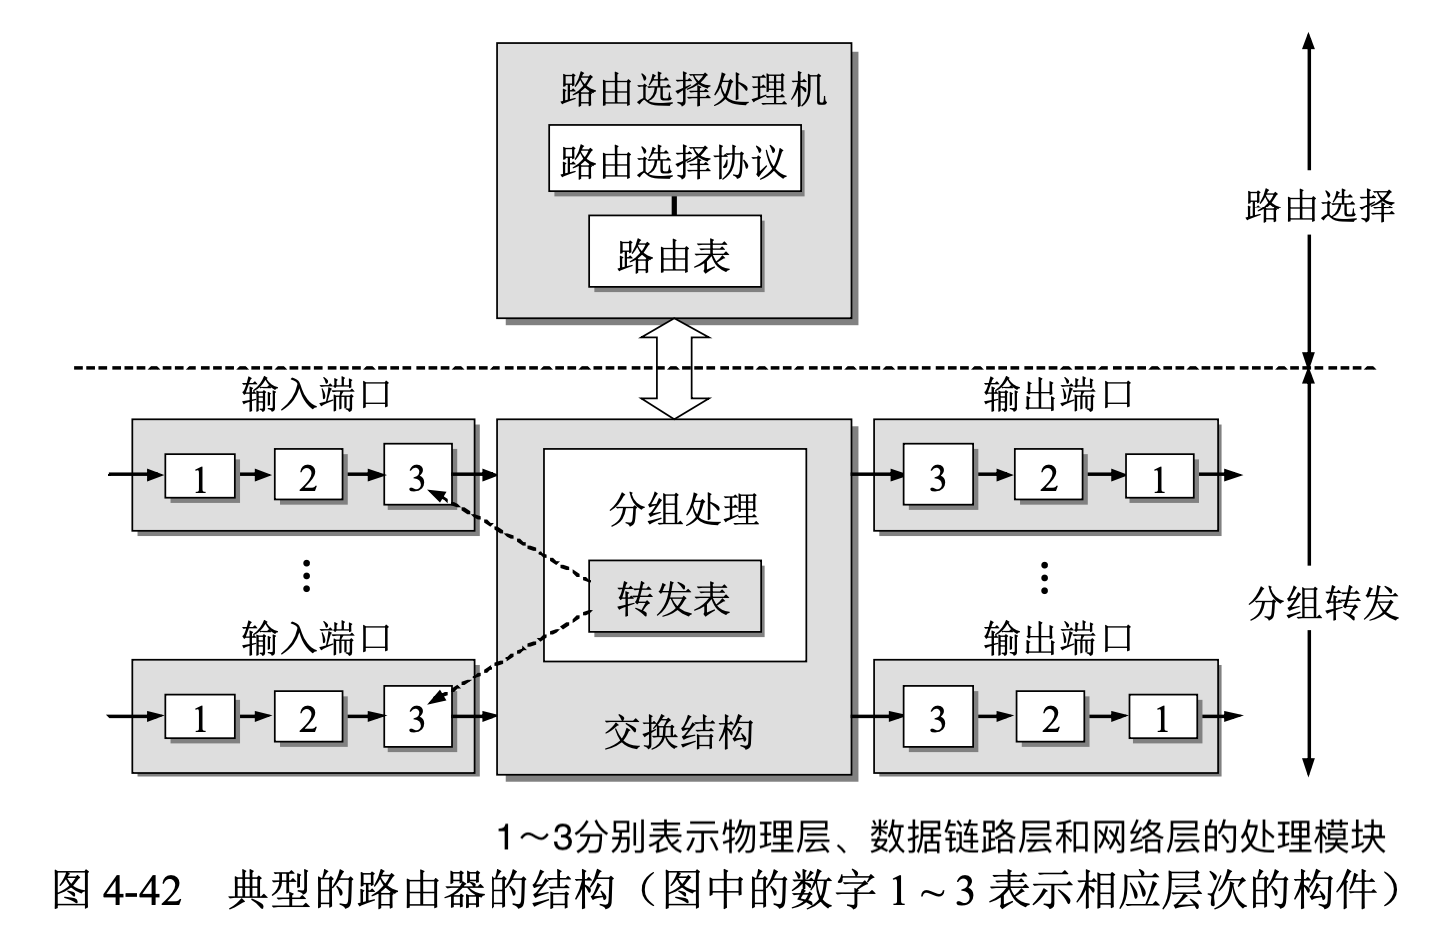 路由选择处理机
路由选择协议
路由表
路由选择
输入端口
输出端口
1 2 3
3 2 1
分组处理
转发表
分组转发
输入端口
输出端口
1 2 3
3 2 1
交换结构
1～3分别表示物理层、数据链路层和网络层的处理模块
图 4-42 典型的路由器的结构（图中的数字 1 ~ 3 表示相应层次的构件）